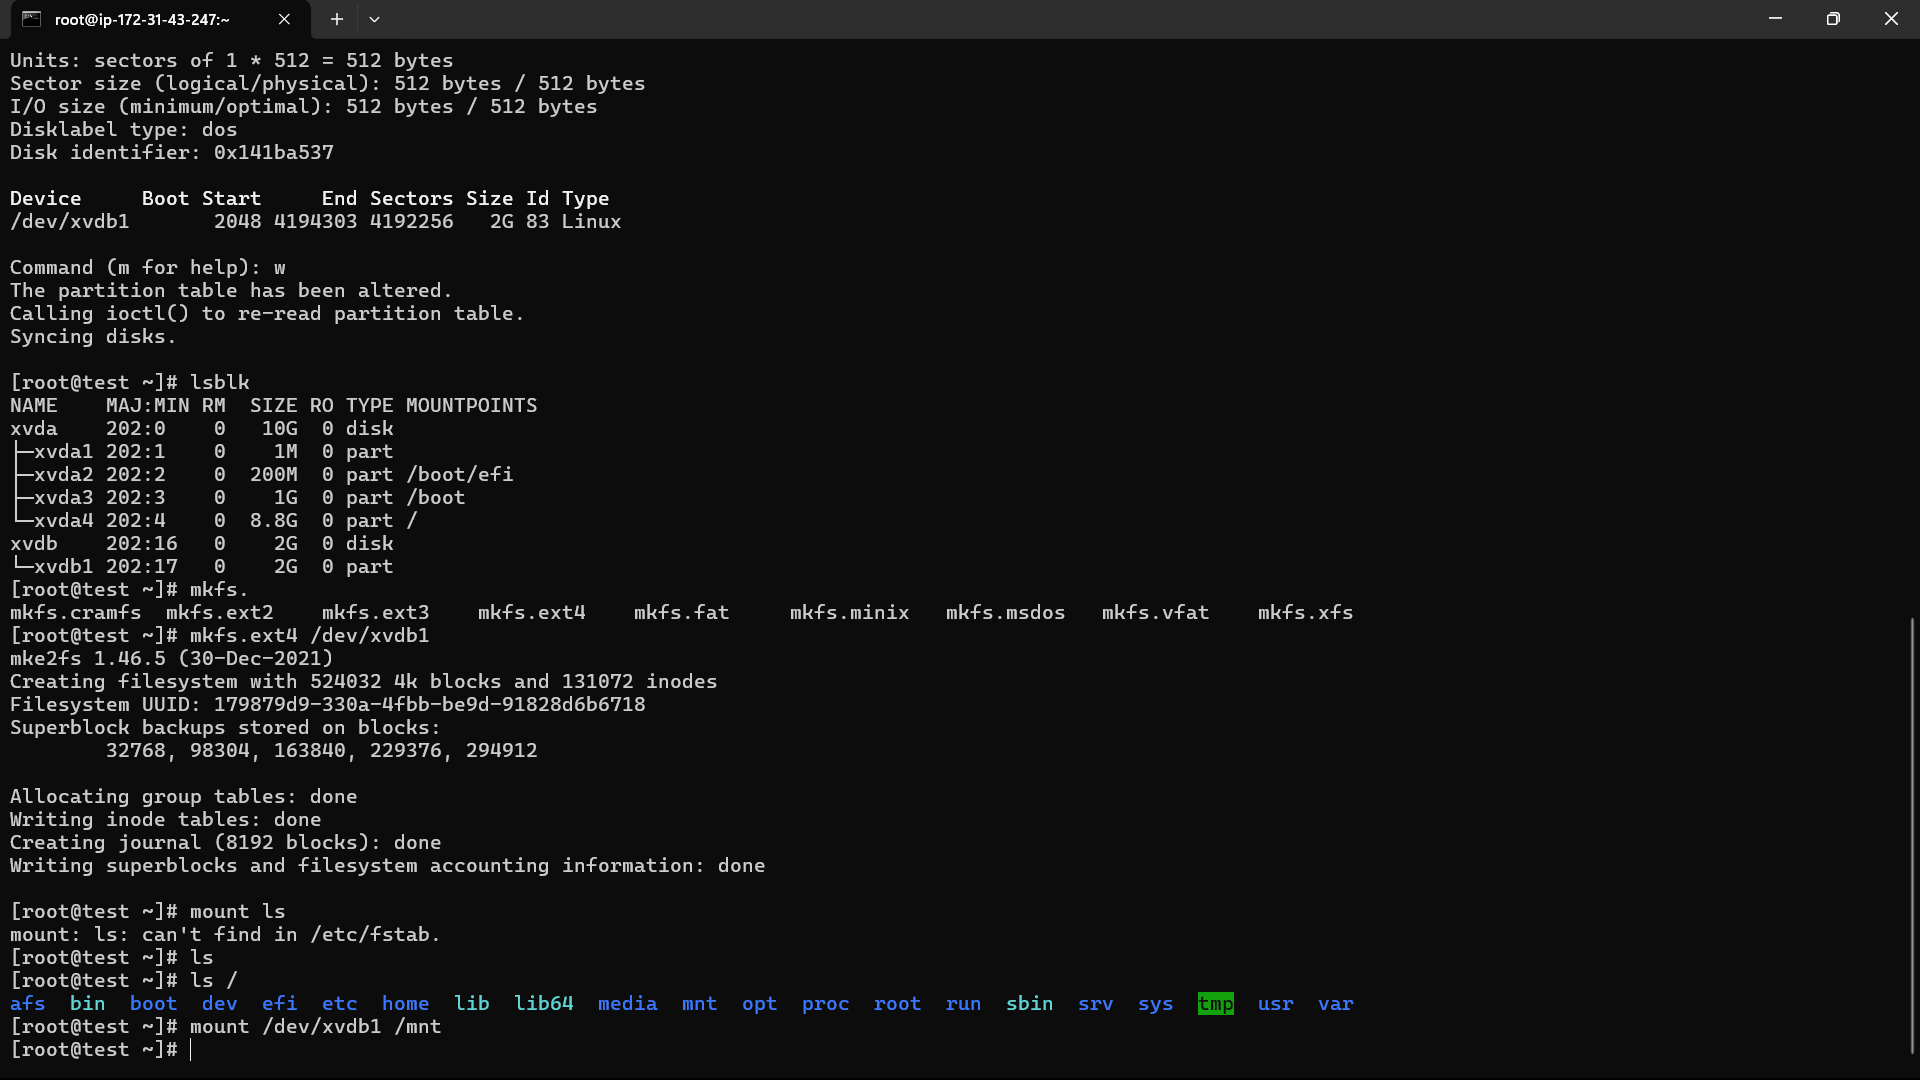 root@ip-172-31-43-247:~
Units: sectors of 1 * 512 = 512 bytes
Sector size (logical/physical): 512 bytes / 512 bytes
I/O size (minimum/optimal): 512 bytes / 512 bytes
Disklabel type: dos
Disk identifier: 0x141ba537

Device     Boot Start     End Sectors Size Id Type
/dev/xvdb1       2048 4194303 4192256   2G 83 Linux

Command (m for help): w
The partition table has been altered.
Calling ioctl() to re-read partition table.
Syncing disks.

[root@test ~]# lsblk
NAME    MAJ:MIN RM  SIZE RO TYPE MOUNTPOINTS
xvda    202:0    0   10G  0 disk
├─xvda1 202:1    0    1M  0 part
├─xvda2 202:2    0  200M  0 part /boot/efi
├─xvda3 202:3    0    1G  0 part /boot
└─xvda4 202:4    0  8.8G  0 part /
xvdb    202:16   0    2G  0 disk
└─xvdb1 202:17   0    2G  0 part
[root@test ~]# mkfs.
mkfs.cramfs  mkfs.ext2    mkfs.ext3    mkfs.ext4    mkfs.fat     mkfs.minix   mkfs.msdos   mkfs.vfat    mkfs.xfs
[root@test ~]# mkfs.ext4 /dev/xvdb1
mke2fs 1.46.5 (30-Dec-2021)
Creating filesystem with 524032 4k blocks and 131072 inodes
Filesystem UUID: 179879d9-330a-4fbb-be9d-91828d6b6718
Superblock backups stored on blocks:
        32768, 98304, 163840, 229376, 294912

Allocating group tables: done
Writing inode tables: done
Creating journal (8192 blocks): done
Writing superblocks and filesystem accounting information: done

[root@test ~]# mount ls
mount: ls: can't find in /etc/fstab.
[root@test ~]# ls
[root@test ~]# ls /
afs  bin  boot  dev  efi  etc  home  lib  lib64  media  mnt  opt  proc  root  run  sbin  srv  sys  tmp  usr  var
[root@test ~]# mount /dev/xvdb1 /mnt
[root@test ~]#